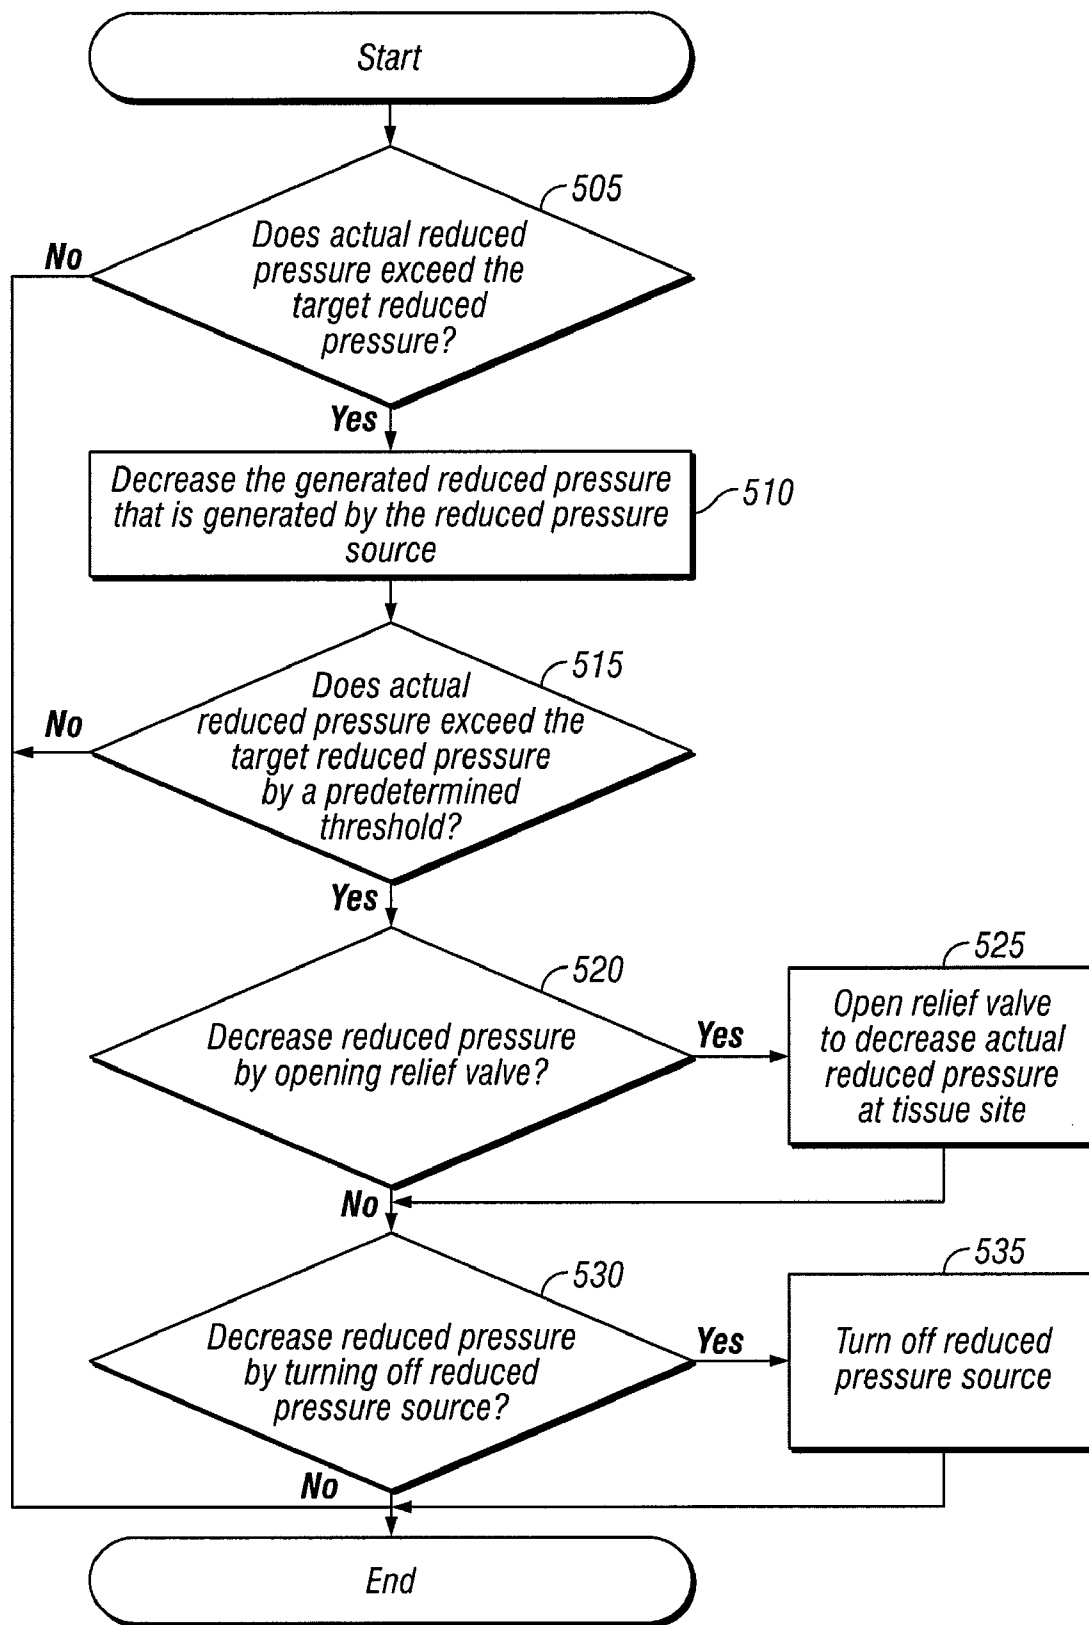 Start
505
Does actual reduced
pressure exceed the
target reduced
pressure?
No
Yes
Decrease the generated reduced pressure
that is generated by the reduced pressure
source
510
515
Does actual
reduced pressure exceed the
target reduced pressure
by a predetermined
threshold?
No
Yes
520
Decrease reduced pressure
by opening relief valve?
Yes
525
Open relief valve
to decrease actual
reduced pressure
at tissue site
No
530
Decrease reduced pressure
by turning off reduced
pressure source?
Yes
535
Turn off reduced
pressure source
No
End